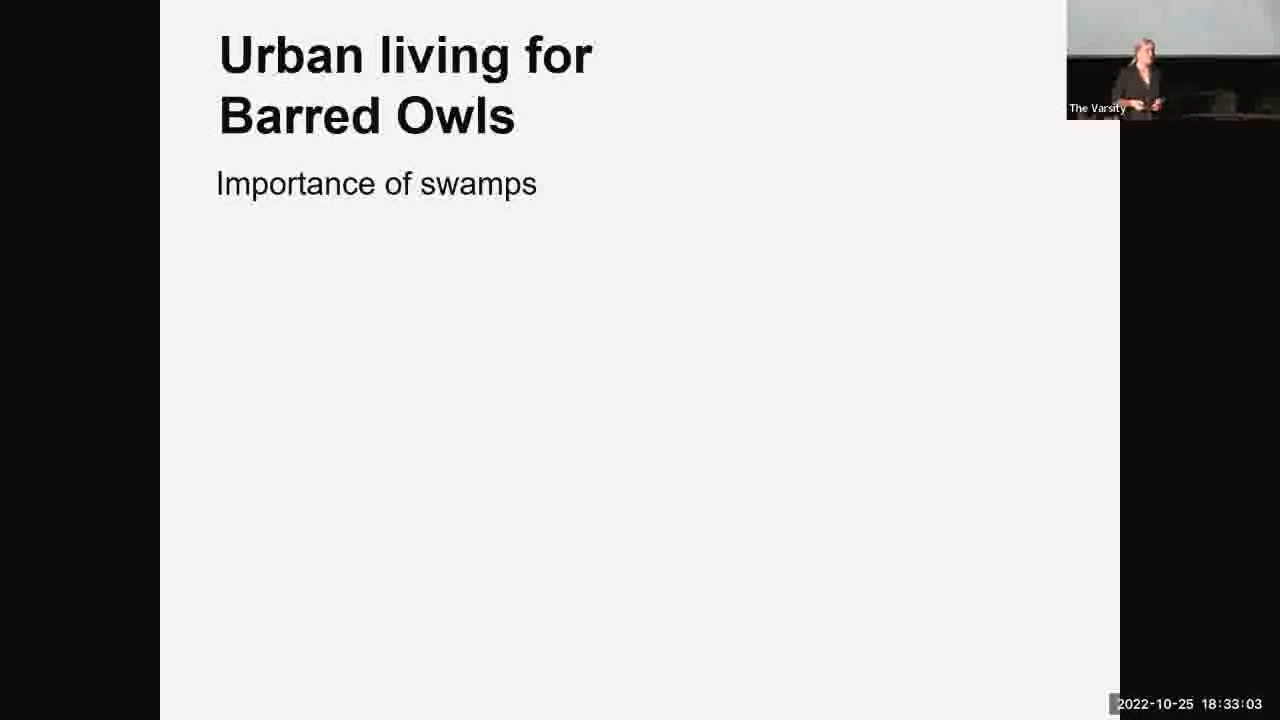 Urban living for
Barred Owls
Importance of swamps
The Varsity
2022-10-25 18:33:03